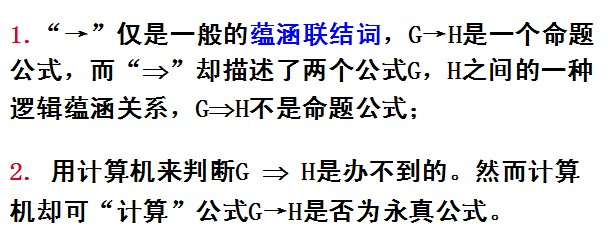 1. “→”仅是一般的蕴涵联结词，G→H是一个命题
公式，而“⇒”却描述了两个公式G，H之间的一种
逻辑蕴涵关系，G⇒H不是命题公式；
2. 用计算机来判断G ⇒ H是办不到的。然而计算
机却可“计算”公式G→H是否为永真公式。